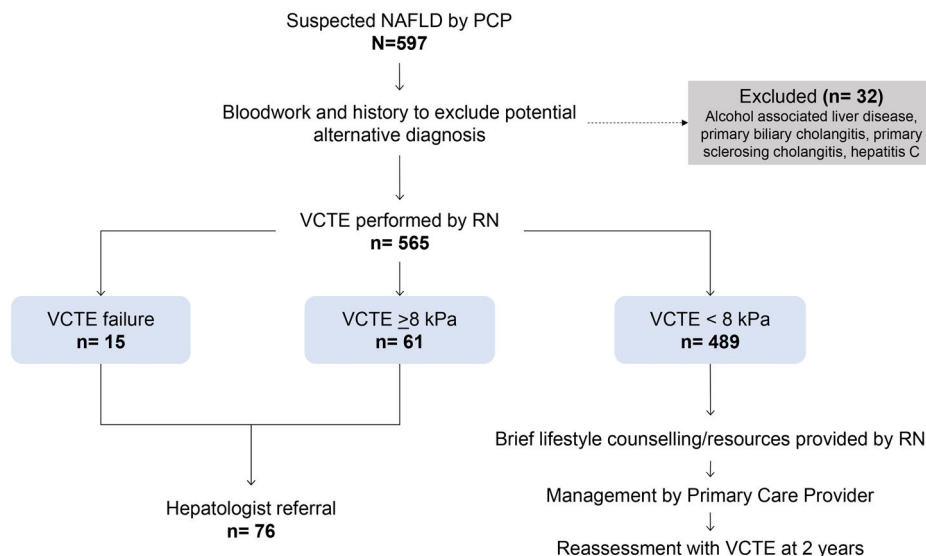 Suspected NAFLD by PCP
N=597
Bloodwork and history to exclude potential
alternative diagnosis
Excluded (n= 32)
Alcohol associated liver disease,
primary biliary cholangitis, primary
sclerosing cholangitis, hepatitis C
VCTE performed by RN
n= 565
VCTE failure
n= 15
VCTE ≥8 kPa
n= 61
VCTE < 8 kPa
n= 489
Brief lifestyle counselling/resources provided by RN
Management by Primary Care Provider
Hepatologist referral
n= 76
Reassessment with VCTE at 2 years